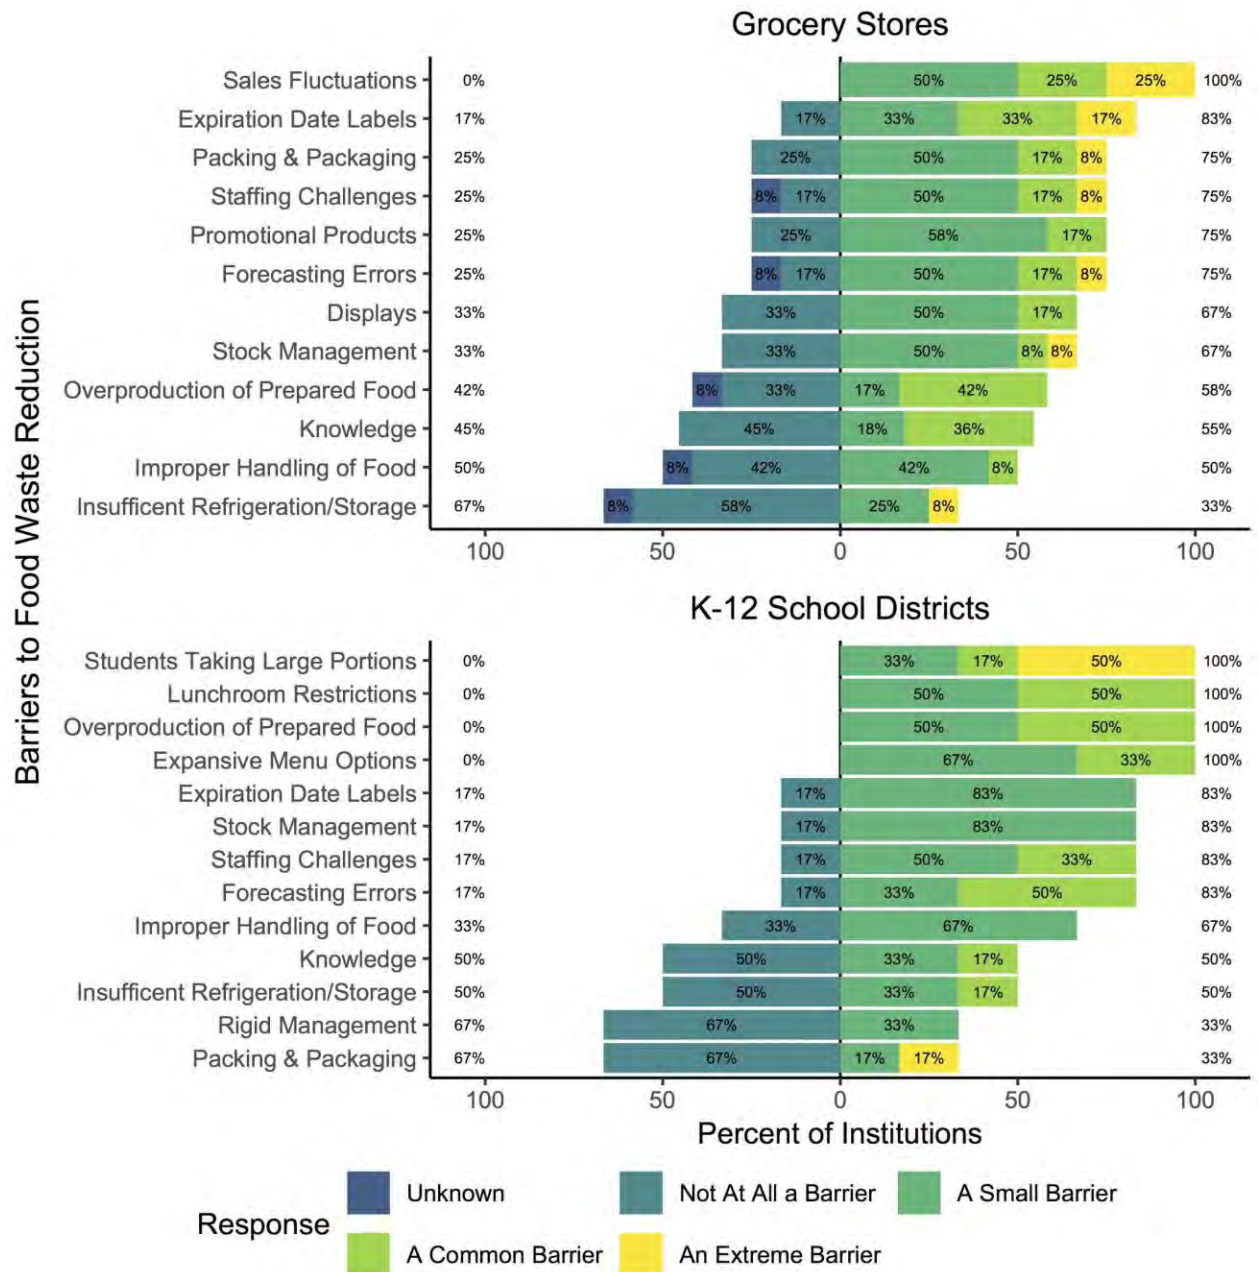 Grocery Stores
Barriers to Food Waste Reduction
Sales Fluctuations 0% 50% 25% 25% 100%
Expiration Date Labels 17% 17% 33% 33% 17% 83%
Packing & Packaging 25% 25% 50% 17% 8% 75%
Staffing Challenges 25% 8% 17% 50% 17% 8% 75%
Promotional Products 25% 25% 58% 17% 75%
Forecasting Errors 25% 8% 17% 50% 17% 8% 75%
Displays 33% 33% 50% 17% 67%
Stock Management 33% 33% 50% 8% 8% 67%
Overproduction of Prepared Food 42% 8% 33% 17% 42% 58%
Knowledge 45% 45% 18% 36% 55%
Improper Handling of Food 50% 8% 42% 42% 8% 50%
Insufficent Refrigeration/Storage 67% 8% 58% 25% 8% 33%
100 50 0 50 100
K-12 School Districts
Students Taking Large Portions 0% 33% 17% 50% 100%
Lunchroom Restrictions 0% 50% 50% 100%
Overproduction of Prepared Food 0% 50% 50% 100%
Expansive Menu Options 0% 67% 33% 100%
Expiration Date Labels 17% 17% 83% 83%
Stock Management 17% 17% 83% 83%
Staffing Challenges 17% 17% 50% 33% 83%
Forecasting Errors 17% 17% 33% 50% 83%
Improper Handling of Food 33% 33% 67% 67%
Knowledge 50% 50% 33% 17% 50%
Insufficent Refrigeration/Storage 50% 50% 33% 17% 50%
Rigid Management 67% 67% 33% 33%
Packing & Packaging 67% 67% 17% 17% 33%
100 50 0 50 100
Percent of Institutions
Response
Unknown Not At All a Barrier A Small Barrier
A Common Barrier An Extreme Barrier